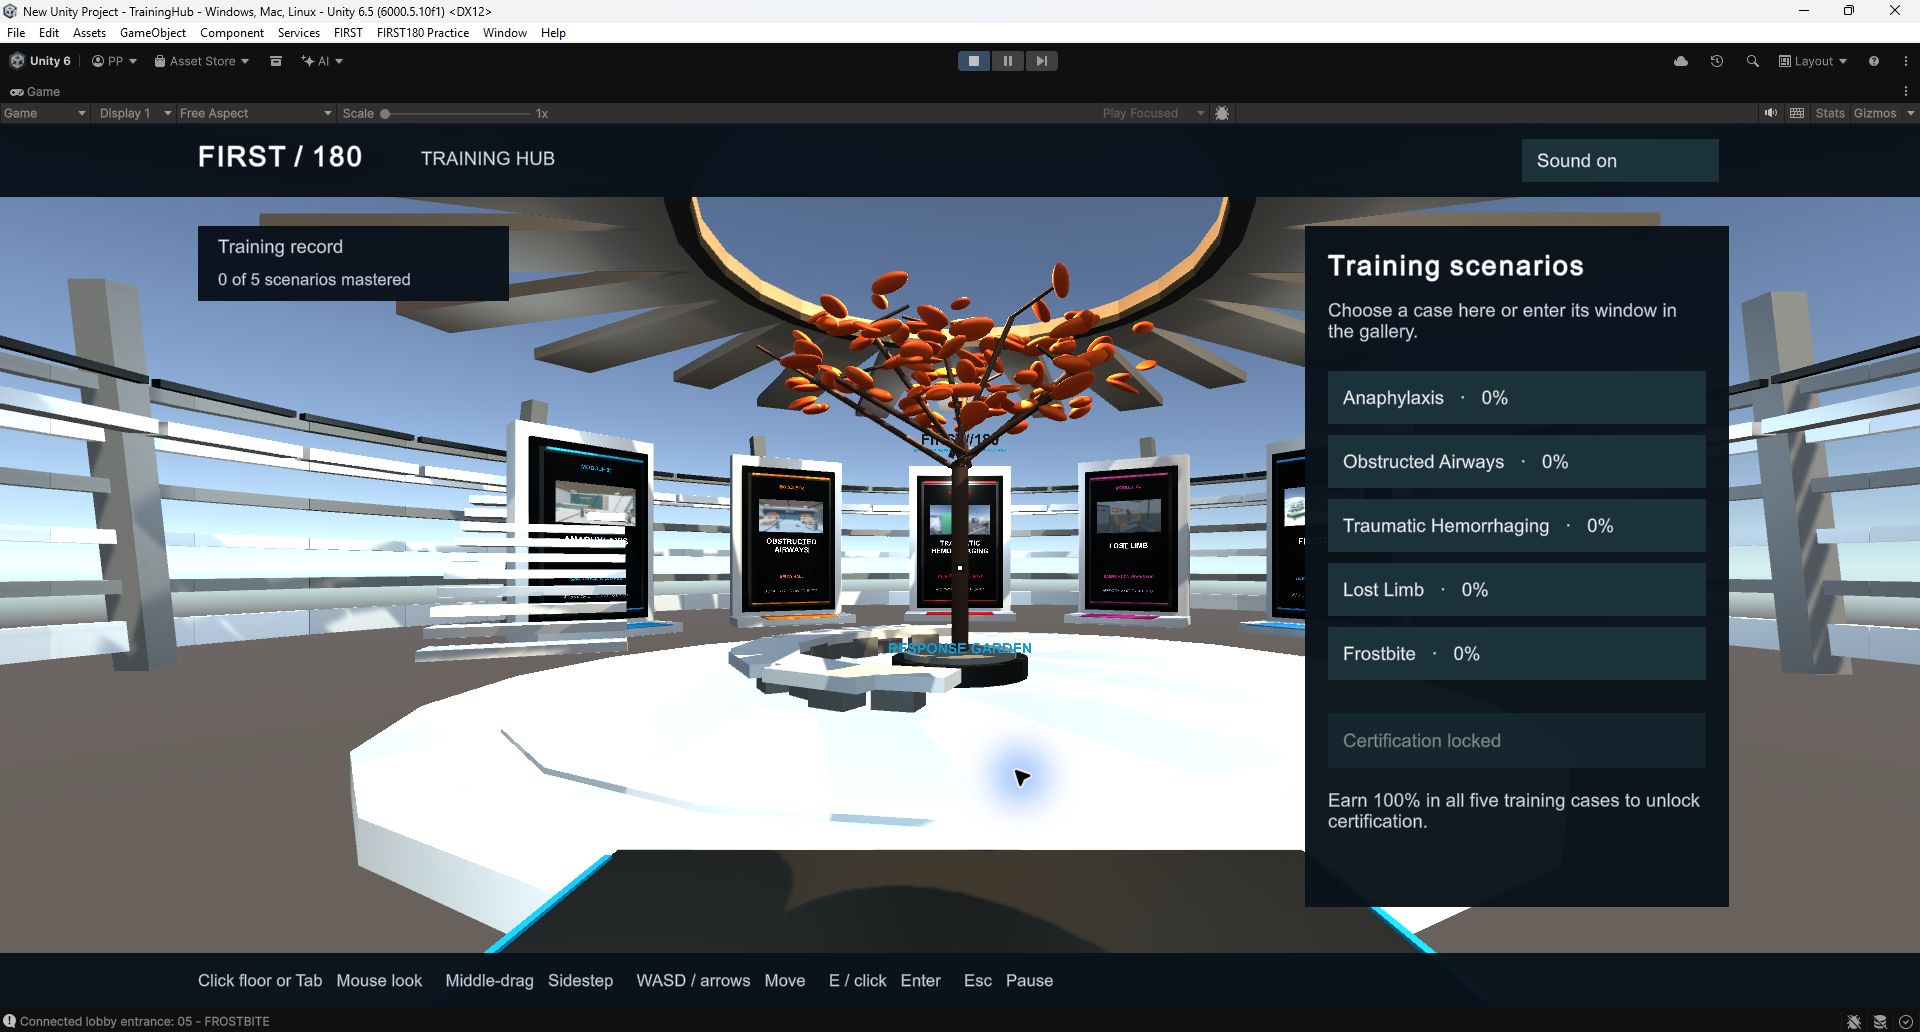 New Unity Project - TrainingHub - Windows, Mac, Linux - Unity 6.5 (6000.5.10f1) <DX12>
File Edit Assets GameObject Component Services FIRST FIRST180 Practice Window Help
Unity 6 PP Asset Store AI Layout
Game
Game Display 1 Free Aspect Scale 1x Play Focused Stats Gizmos
FIRST / 180 TRAINING HUB Sound on
Training record
0 of 5 scenarios mastered
Training scenarios
Choose a case here or enter its window in
the gallery.
Anaphylaxis · 0%
Obstructed Airways · 0%
Traumatic Hemorrhaging · 0%
Lost Limb · 0%
Frostbite · 0%
Certification locked
Earn 100% in all five training cases to unlock
certification.
OBSTRUCTED
AIRWAYS
LOST LIMB
RESPONSE GARDEN
Click floor or Tab Mouse look Middle-drag Sidestep WASD / arrows Move E / click Enter Esc Pause
Connected lobby entrance: 05 - FROSTBITE